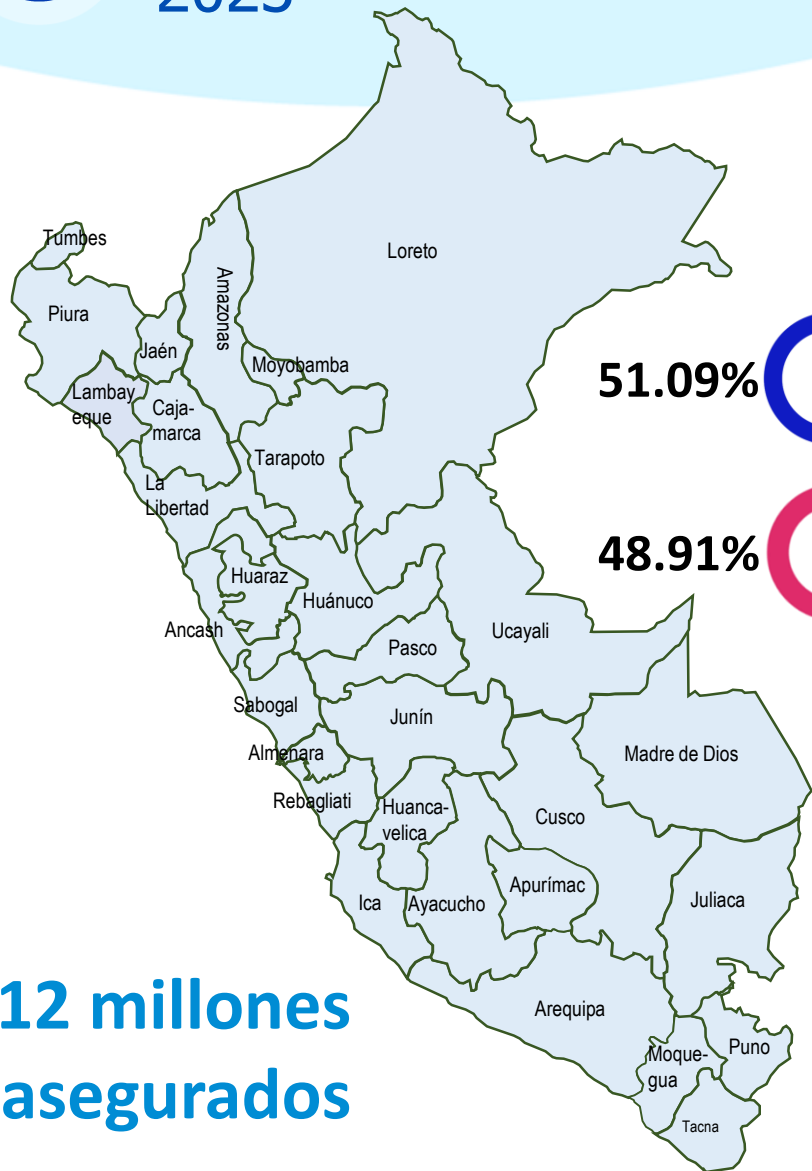 2023
Tumbes
Loreto
Amazonas
Piura
Jaén
Moyobamba
51.09%
Lambay
eque
Caja-
marca
Tarapoto
La
Libertad
48.91%
Huaraz
Huánuco
Ancash
Ucayali
Pasco
Sabogal
Junín
Almenara
Madre de Dios
Rebagliati
Huanca-
velica
Cusco
Apurímac
Ica
Ayacucho
Juliaca
12 millones
asegurados
Arequipa
Moque-
gua
Puno
Tacna